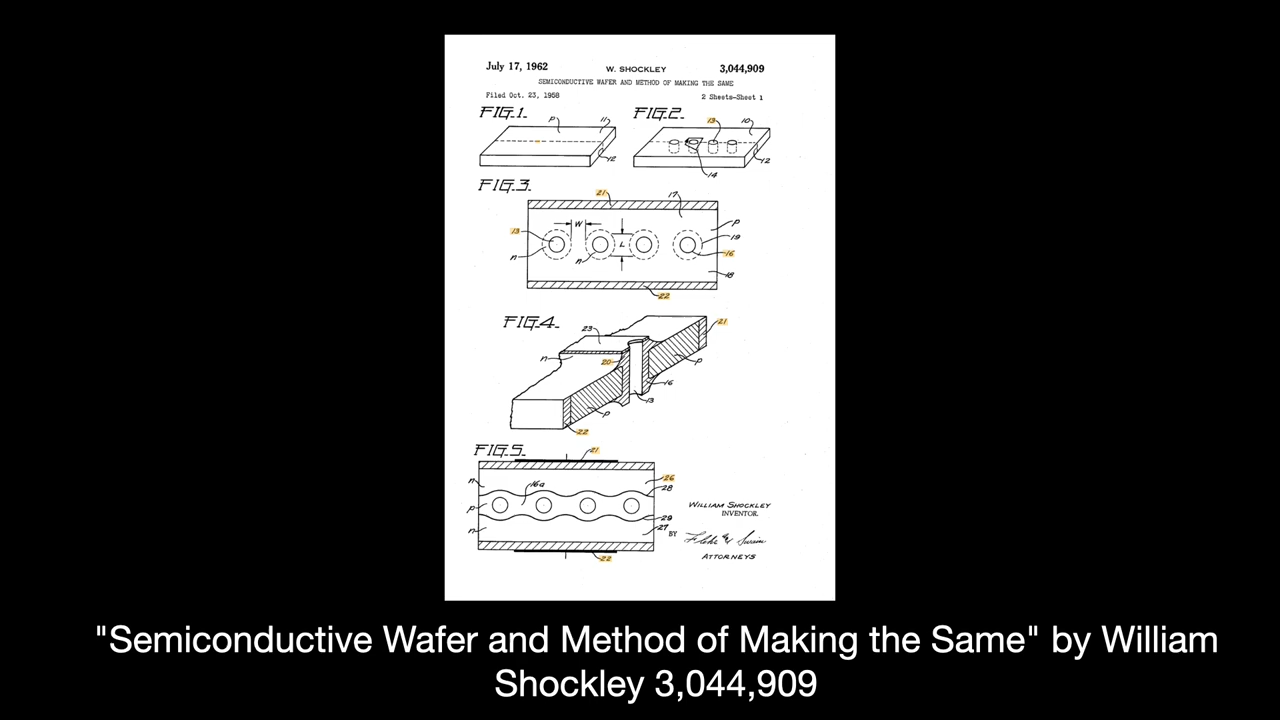 July 17, 1962 W. SHOCKLEY 3,044,909
SEMICONDUCTIVE WAFER AND METHOD OF MAKING THE SAME
Filed Oct. 23, 1958 2 Sheets-Sheet 1
FIG.1. FIG.2.
p 11 13 10
12 14 12
FIG.3.
21 17
W p
13 19
L
n n 16
18
22
FIG.4.
23 21
n 20 p
16
13
p
22
FIG.5.
21
n 16a 26
28
p
29
n 27
22
WILLIAM SHOCKLEY
INVENTOR.
BY
ATTORNEYS
"Semiconductive Wafer and Method of Making the Same" by William
Shockley 3,044,909